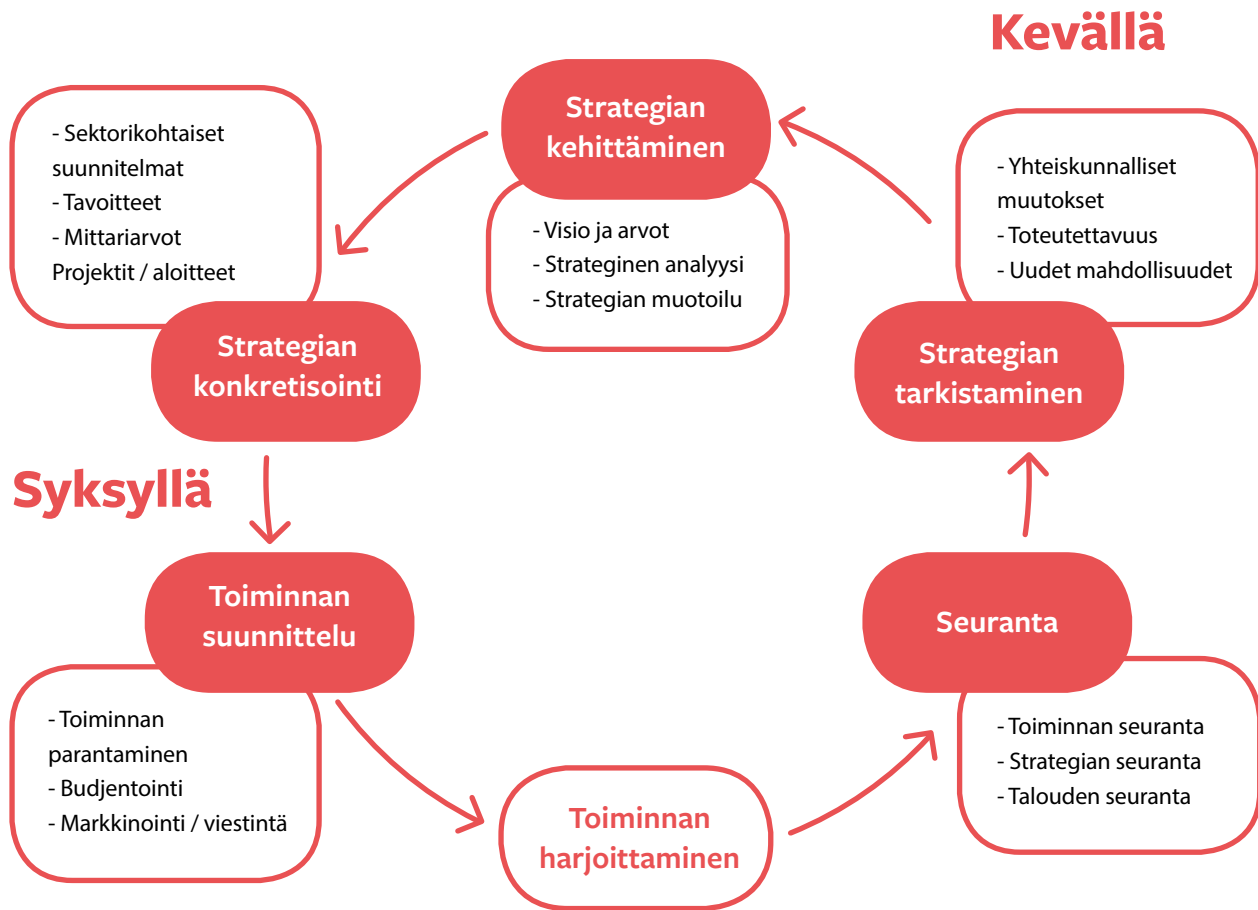 Kevällä
Strategian
kehittäminen
- Visio ja arvot
- Strateginen analyysi
- Strategian muotoilu
- Sektorikohtaiset
suunnitelmat
- Tavoitteet
- Mittariarvot
Projektit / aloitteet
Strategian
konkretisointi
Syksyllä
Toiminnan
suunnittelu
- Toiminnan
parantaminen
- Budjentointi
- Markkinointi / viestintä
Toiminnan
harjoittaminen
Seuranta
- Toiminnan seuranta
- Strategian seuranta
- Talouden seuranta
- Yhteiskunnalliset
muutokset
- Toteutettavuus
- Uudet mahdollisuudet
Strategian
tarkistaminen